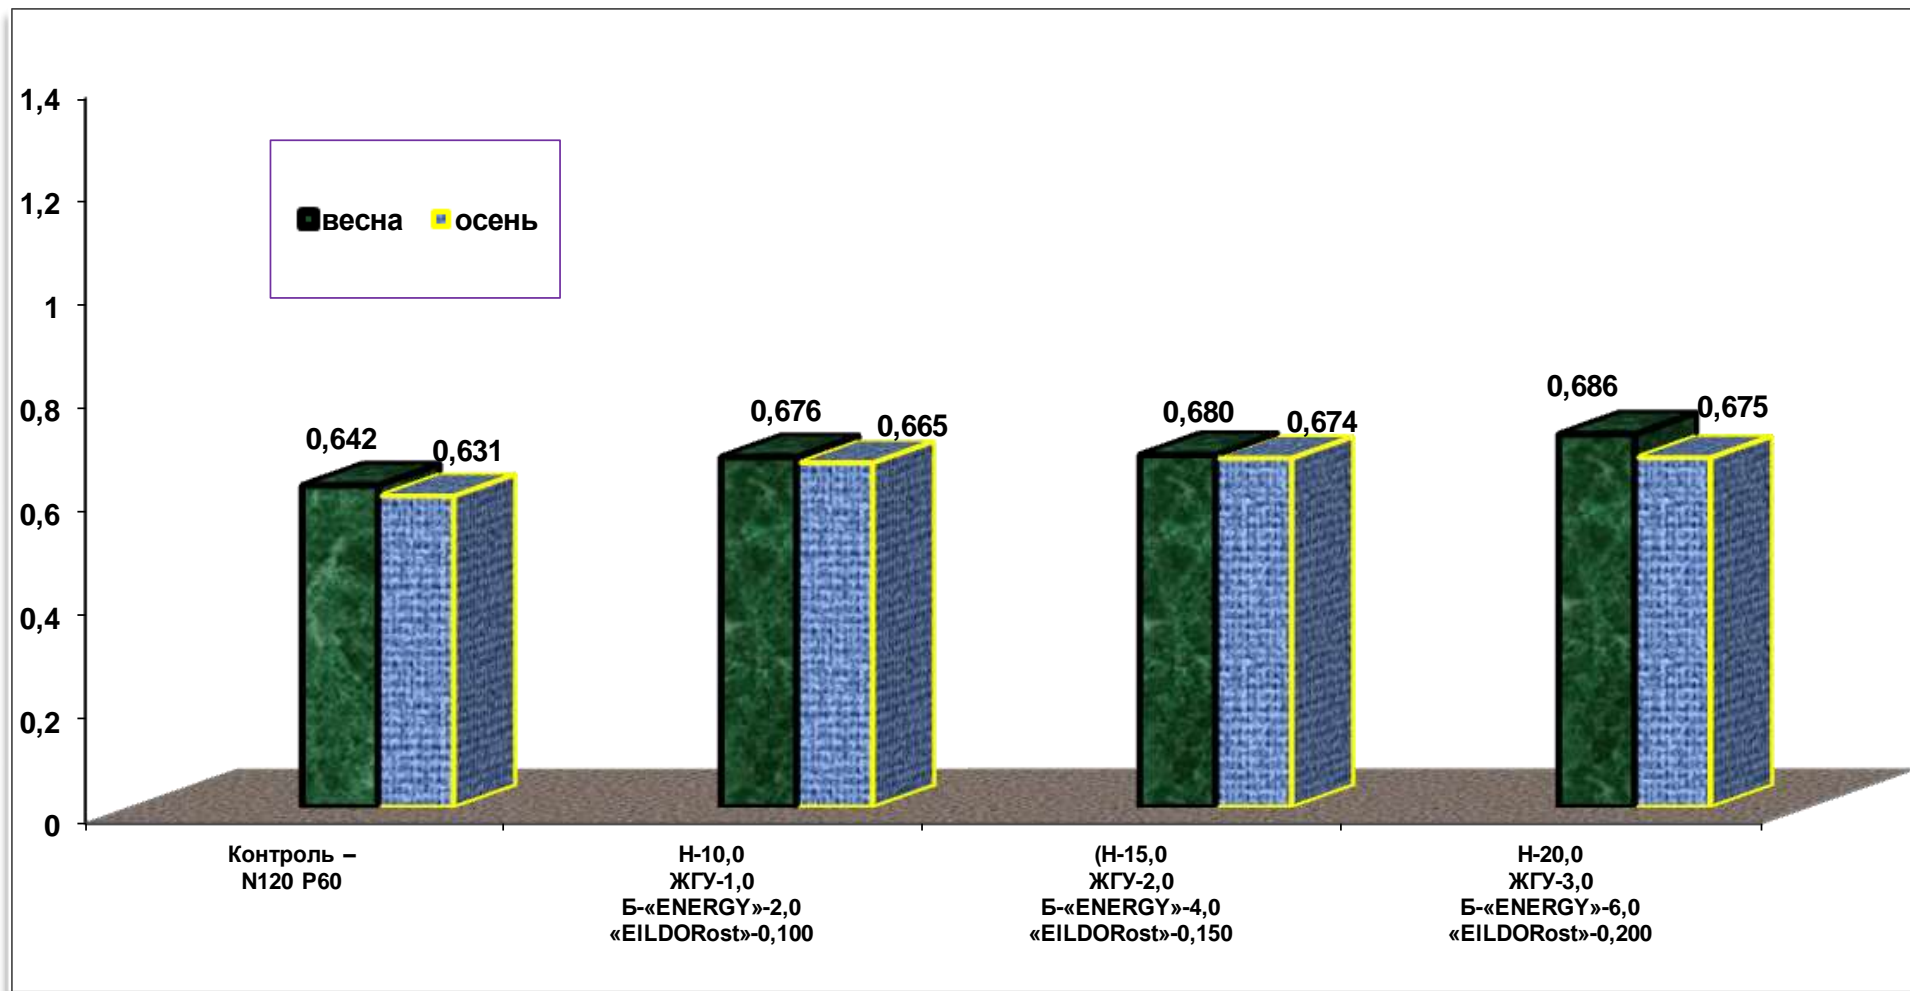 1,4
1,2
1
0,8
0,6
0,4
0,2
0
весна осень
0,642
0,631
0,676
0,665
0,680
0,674
0,686
0,675
Контроль –
N120 P60
Н-10,0
ЖГУ-1,0
Б-«ENERGY»-2,0
«EILDORost»-0,100
(Н-15,0
ЖГУ-2,0
Б-«ENERGY»-4,0
«EILDORost»-0,150
Н-20,0
ЖГУ-3,0
Б-«ENERGY»-6,0
«EILDORost»-0,200